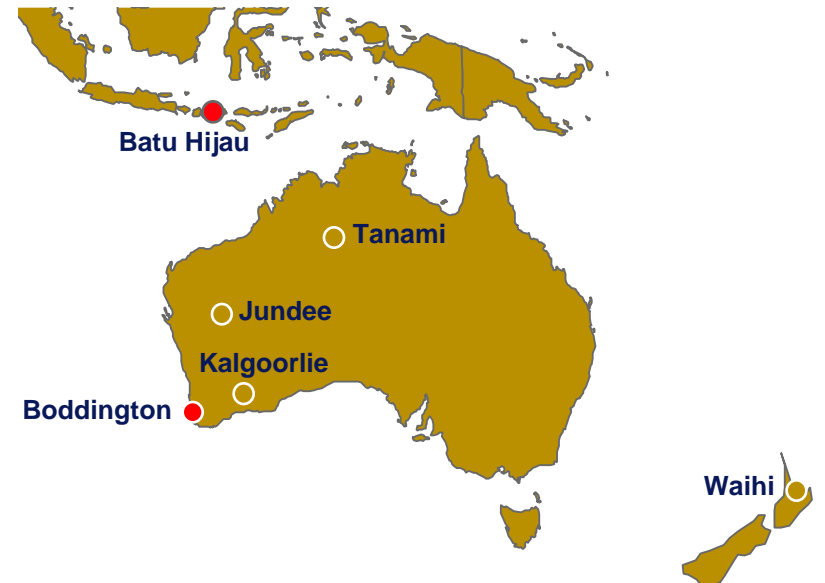 Batu Hijau
Tanami
Jundee
Kalgoorlie
Boddington
Waihi